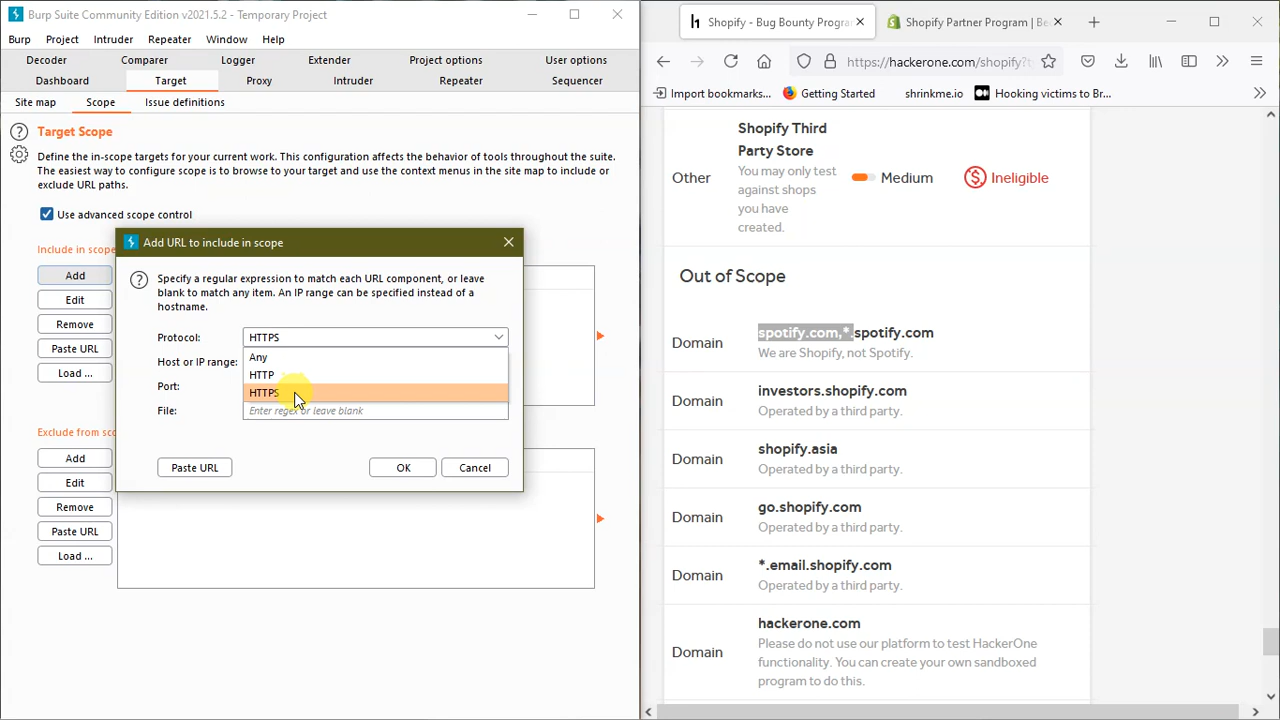 Burp Suite Community Edition v2021.5.2 - Temporary Project
Burp Project Intruder Repeater Window Help
Decoder Comparer Logger Extender Project options User options
Dashboard Target Proxy Intruder Repeater Sequencer
Site map Scope Issue definitions
Target Scope
Define the in-scope targets for your current work. This configuration affects the behavior of tools throughout the suite.
The easiest way to configure scope is to browse to your target and use the context menus in the site map to include or
exclude URL paths.
Use advanced scope control
Include in scope
Add
Edit
Remove
Paste URL
Load ...
Exclude from sco
Add
Edit
Remove
Paste URL
Load ...
Add URL to include in scope
Specify a regular expression to match each URL component, or leave
blank to match any item. An IP range can be specified instead of a
hostname.
Protocol: HTTPS
Any
Host or IP range:
HTTP
Port:
HTTPS
File: Enter regex or leave blank
Paste URL OK Cancel
Shopify - Bug Bounty Progra
Shopify Partner Program | Be
https://hackerone.com/shopify?t
Import bookmarks... Getting Started shrinkme.io Hooking victims to Br...
Shopify Third
Party Store
You may only test
against shops
you have
created.
Other
Medium
Ineligible
Out of Scope
Domain
spotify.com,*.spotify.com
We are Shopify, not Spotify.
Domain
investors.shopify.com
Operated by a third party.
Domain
shopify.asia
Operated by a third party.
Domain
go.shopify.com
Operated by a third party.
Domain
*.email.shopify.com
Operated by a third party.
Domain
hackerone.com
Please do not use our platform to test HackerOne
functionality. You can create your own sandboxed
program to do this.